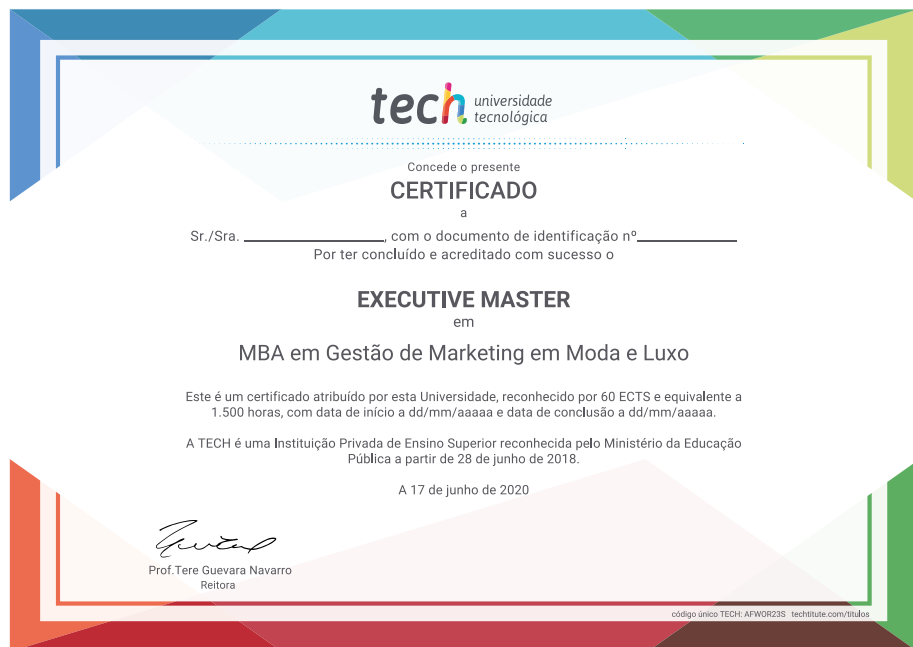 tech universidade
tecnológica
Concede o presente
CERTIFICADO
a
Sr./Sra. ________________, com o documento de identificação nº____________
Por ter concluído e acreditado com sucesso o
EXECUTIVE MASTER
em
MBA em Gestão de Marketing em Moda e Luxo
Este é um certificado atribuído por esta Universidade, reconhecido por 60 ECTS e equivalente a
1.500 horas, com data de início a dd/mm/aaaaa e data de conclusão a dd/mm/aaaaa.
A TECH é uma Instituição Privada de Ensino Superior reconhecida pelo Ministério da Educação
Pública a partir de 28 de junho de 2018.
A 17 de junho de 2020
Prof.Tere Guevara Navarro
Reitora
código único TECH: AFWOR23S techtitute.com/titulos